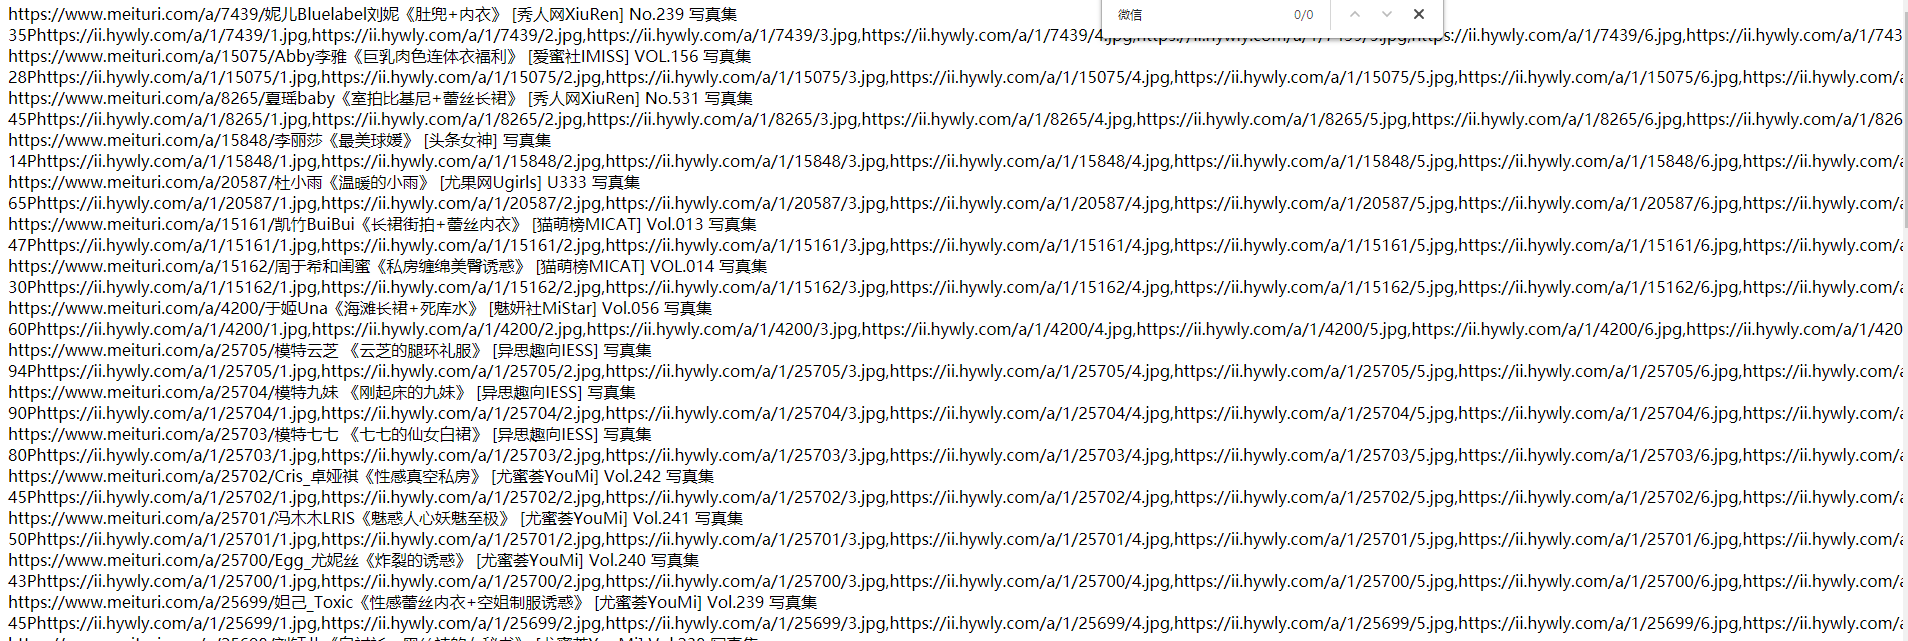 https://www.meituri.com/a/7439/妮儿Bluelabel刘妮《肚兜+内衣》 [秀人网XiuRen] No.239 写真集
微信 0/0
35Phttps://ii.hywly.com/a/1/7439/1.jpg,https://ii.hywly.com/a/1/7439/2.jpg,https://ii.hywly.com/a/1/7439/3.jpg,https://ii.hywly.com/a/1/7439/4.jpg,https://ii.hywly.com/a/1/7439/5.jpg,https://ii.hywly.com/a/1/7439/6.jpg,https://ii.hywly.com/a/1/743
https://www.meituri.com/a/15075/Abby李雅《巨乳肉色连体衣福利》 [爱蜜社IMISS] VOL.156 写真集
28Phttps://ii.hywly.com/a/1/15075/1.jpg,https://ii.hywly.com/a/1/15075/2.jpg,https://ii.hywly.com/a/1/15075/3.jpg,https://ii.hywly.com/a/1/15075/4.jpg,https://ii.hywly.com/a/1/15075/5.jpg,https://ii.hywly.com/a/1/15075/6.jpg,https://ii.hywly.com/a
https://www.meituri.com/a/8265/夏瑶baby《室拍比基尼+蕾丝长裙》 [秀人网XiuRen] No.531 写真集
45Phttps://ii.hywly.com/a/1/8265/1.jpg,https://ii.hywly.com/a/1/8265/2.jpg,https://ii.hywly.com/a/1/8265/3.jpg,https://ii.hywly.com/a/1/8265/4.jpg,https://ii.hywly.com/a/1/8265/5.jpg,https://ii.hywly.com/a/1/8265/6.jpg,https://ii.hywly.com/a/1/826
https://www.meituri.com/a/15848/李丽莎《最美球媛》 [头条女神] 写真集
14Phttps://ii.hywly.com/a/1/15848/1.jpg,https://ii.hywly.com/a/1/15848/2.jpg,https://ii.hywly.com/a/1/15848/3.jpg,https://ii.hywly.com/a/1/15848/4.jpg,https://ii.hywly.com/a/1/15848/5.jpg,https://ii.hywly.com/a/1/15848/6.jpg,https://ii.hywly.com/a
https://www.meituri.com/a/20587/杜小雨《温暖的小雨》 [尤果网Ugirls] U333 写真集
65Phttps://ii.hywly.com/a/1/20587/1.jpg,https://ii.hywly.com/a/1/20587/2.jpg,https://ii.hywly.com/a/1/20587/3.jpg,https://ii.hywly.com/a/1/20587/4.jpg,https://ii.hywly.com/a/1/20587/5.jpg,https://ii.hywly.com/a/1/20587/6.jpg,https://ii.hywly.com/a
https://www.meituri.com/a/15161/凯竹BuiBui《长裙街拍+蕾丝内衣》 [猫萌榜MICAT] Vol.013 写真集
47Phttps://ii.hywly.com/a/1/15161/1.jpg,https://ii.hywly.com/a/1/15161/2.jpg,https://ii.hywly.com/a/1/15161/3.jpg,https://ii.hywly.com/a/1/15161/4.jpg,https://ii.hywly.com/a/1/15161/5.jpg,https://ii.hywly.com/a/1/15161/6.jpg,https://ii.hywly.com/a
https://www.meituri.com/a/15162/周于希和闺蜜《私房缠绵美臀诱惑》 [猫萌榜MICAT] VOL.014 写真集
30Phttps://ii.hywly.com/a/1/15162/1.jpg,https://ii.hywly.com/a/1/15162/2.jpg,https://ii.hywly.com/a/1/15162/3.jpg,https://ii.hywly.com/a/1/15162/4.jpg,https://ii.hywly.com/a/1/15162/5.jpg,https://ii.hywly.com/a/1/15162/6.jpg,https://ii.hywly.com/a
https://www.meituri.com/a/4200/于姬Una《海滩长裙+死库水》 [魅妍社MiStar] Vol.056 写真集
60Phttps://ii.hywly.com/a/1/4200/1.jpg,https://ii.hywly.com/a/1/4200/2.jpg,https://ii.hywly.com/a/1/4200/3.jpg,https://ii.hywly.com/a/1/4200/4.jpg,https://ii.hywly.com/a/1/4200/5.jpg,https://ii.hywly.com/a/1/4200/6.jpg,https://ii.hywly.com/a/1/420
https://www.meituri.com/a/25705/模特云芝 《云芝的腿环礼服》 [异思趣向IESS] 写真集
94Phttps://ii.hywly.com/a/1/25705/1.jpg,https://ii.hywly.com/a/1/25705/2.jpg,https://ii.hywly.com/a/1/25705/3.jpg,https://ii.hywly.com/a/1/25705/4.jpg,https://ii.hywly.com/a/1/25705/5.jpg,https://ii.hywly.com/a/1/25705/6.jpg,https://ii.hywly.com/a
https://www.meituri.com/a/25704/模特九妹 《刚起床的九妹》 [异思趣向IESS] 写真集
90Phttps://ii.hywly.com/a/1/25704/1.jpg,https://ii.hywly.com/a/1/25704/2.jpg,https://ii.hywly.com/a/1/25704/3.jpg,https://ii.hywly.com/a/1/25704/4.jpg,https://ii.hywly.com/a/1/25704/5.jpg,https://ii.hywly.com/a/1/25704/6.jpg,https://ii.hywly.com/a
https://www.meituri.com/a/25703/模特七七 《七七的仙女白裙》 [异思趣向IESS] 写真集
80Phttps://ii.hywly.com/a/1/25703/1.jpg,https://ii.hywly.com/a/1/25703/2.jpg,https://ii.hywly.com/a/1/25703/3.jpg,https://ii.hywly.com/a/1/25703/4.jpg,https://ii.hywly.com/a/1/25703/5.jpg,https://ii.hywly.com/a/1/25703/6.jpg,https://ii.hywly.com/a
https://www.meituri.com/a/25702/Cris_卓娅祺《性感真空私房》 [尤蜜荟YouMi] Vol.242 写真集
45Phttps://ii.hywly.com/a/1/25702/1.jpg,https://ii.hywly.com/a/1/25702/2.jpg,https://ii.hywly.com/a/1/25702/3.jpg,https://ii.hywly.com/a/1/25702/4.jpg,https://ii.hywly.com/a/1/25702/5.jpg,https://ii.hywly.com/a/1/25702/6.jpg,https://ii.hywly.com/a
https://www.meituri.com/a/25701/冯木木LRIS《魅惑人心妖魅至极》 [尤蜜荟YouMi] Vol.241 写真集
50Phttps://ii.hywly.com/a/1/25701/1.jpg,https://ii.hywly.com/a/1/25701/2.jpg,https://ii.hywly.com/a/1/25701/3.jpg,https://ii.hywly.com/a/1/25701/4.jpg,https://ii.hywly.com/a/1/25701/5.jpg,https://ii.hywly.com/a/1/25701/6.jpg,https://ii.hywly.com/a
https://www.meituri.com/a/25700/Egg_尤妮丝《炸裂的诱惑》 [尤蜜荟YouMi] Vol.240 写真集
43Phttps://ii.hywly.com/a/1/25700/1.jpg,https://ii.hywly.com/a/1/25700/2.jpg,https://ii.hywly.com/a/1/25700/3.jpg,https://ii.hywly.com/a/1/25700/4.jpg,https://ii.hywly.com/a/1/25700/5.jpg,https://ii.hywly.com/a/1/25700/6.jpg,https://ii.hywly.com/a
https://www.meituri.com/a/25699/妲己_Toxic《性感蕾丝内衣+空姐制服诱惑》 [尤蜜荟YouMi] Vol.239 写真集
45Phttps://ii.hywly.com/a/1/25699/1.jpg,https://ii.hywly.com/a/1/25699/2.jpg,https://ii.hywly.com/a/1/25699/3.jpg,https://ii.hywly.com/a/1/25699/4.jpg,https://ii.hywly.com/a/1/25699/5.jpg,https://ii.hywly.com/a/1/25699/6.jpg,https://ii.hywly.com/a